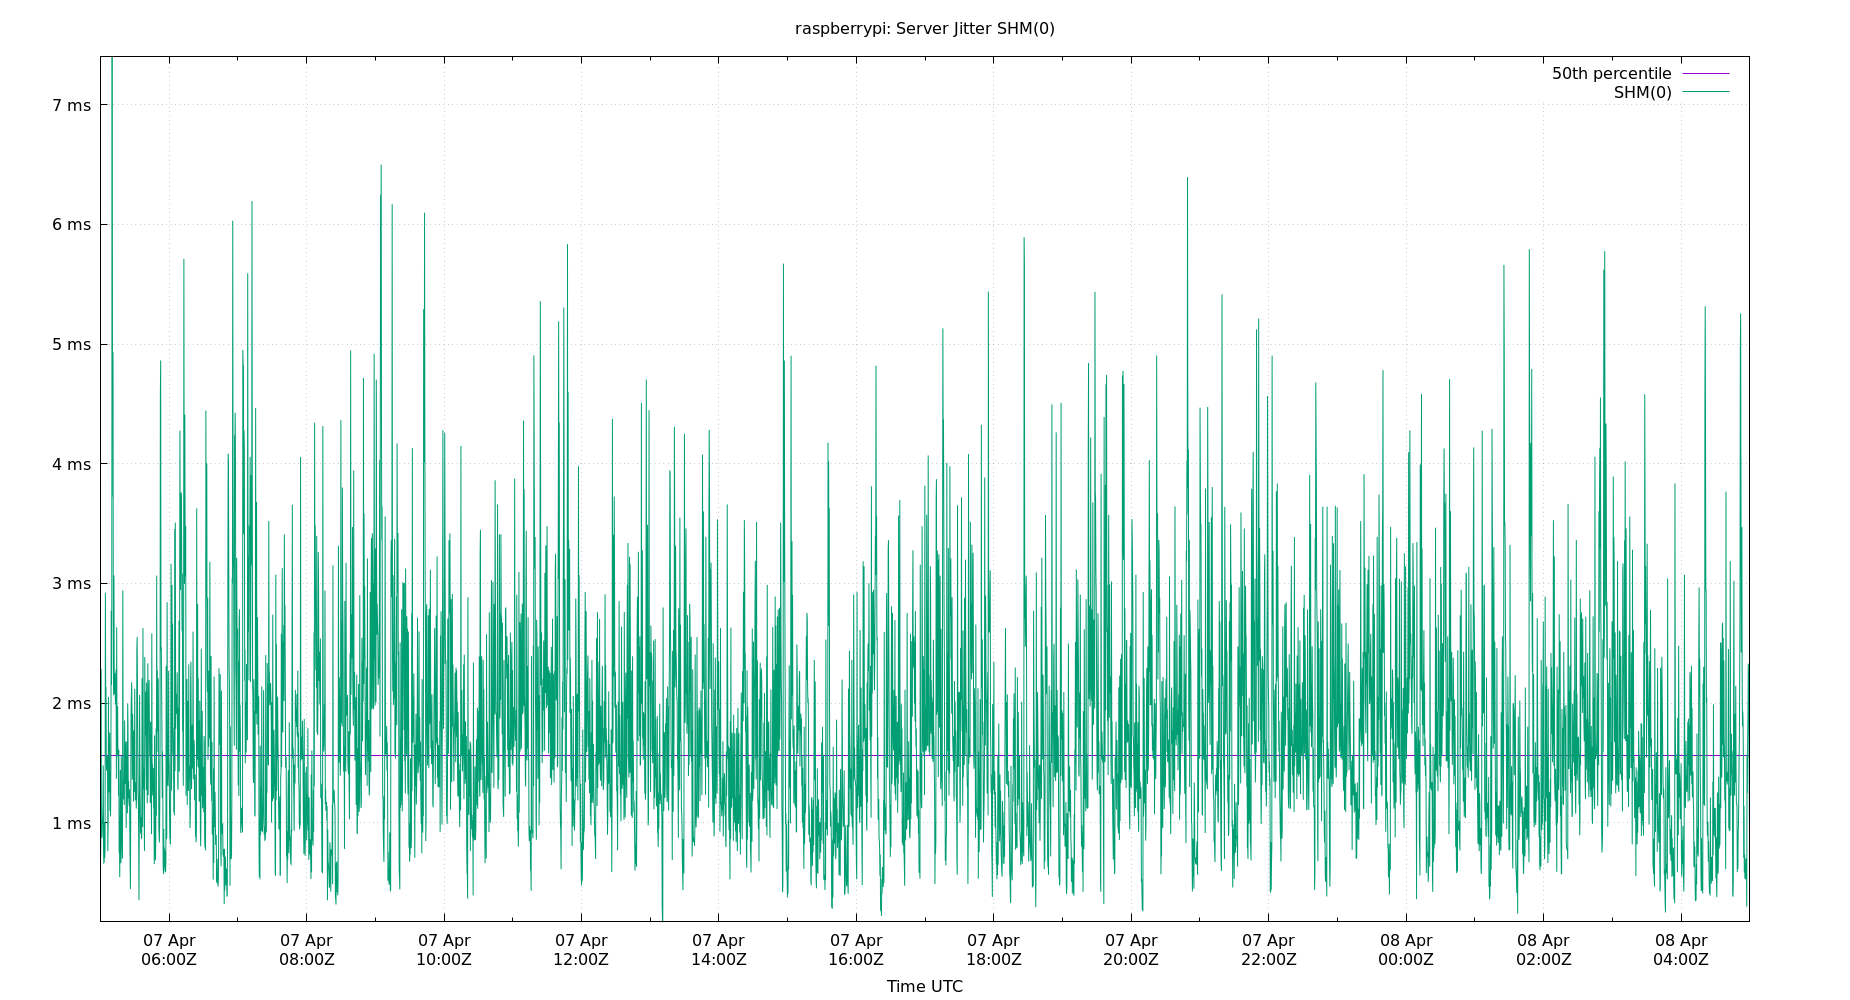 raspberrypi: Server Jitter SHM(0)
50th percentile
SHM(0)
7 ms
6 ms
5 ms
4 ms
3 ms
2 ms
1 ms
07 Apr 07 Apr 07 Apr 07 Apr 07 Apr 07 Apr 07 Apr 07 Apr 07 Apr 08 Apr 08 Apr 08 Apr
06:00Z 08:00Z 10:00Z 12:00Z 14:00Z 16:00Z 18:00Z 20:00Z 22:00Z 00:00Z 02:00Z 04:00Z
Time UTC